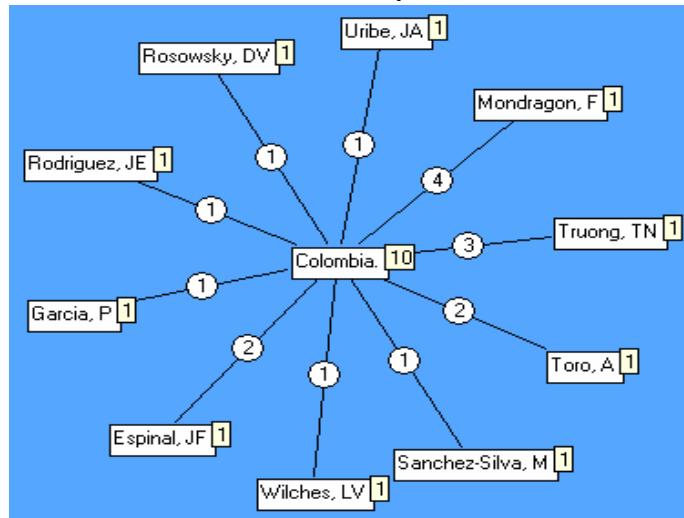 Uribe, JA 1
Rosowsky, DV 1
Mondragon, F 1
1
1
4
Rodriguez, JE 1
1
Truong, TN 1
3
Colombia. 10
1
Garcia, P 1
2
2
Toro, A 1
1
1
Espinal, JF 1
Sanchez-Silva, M 1
Wilches, LV 1